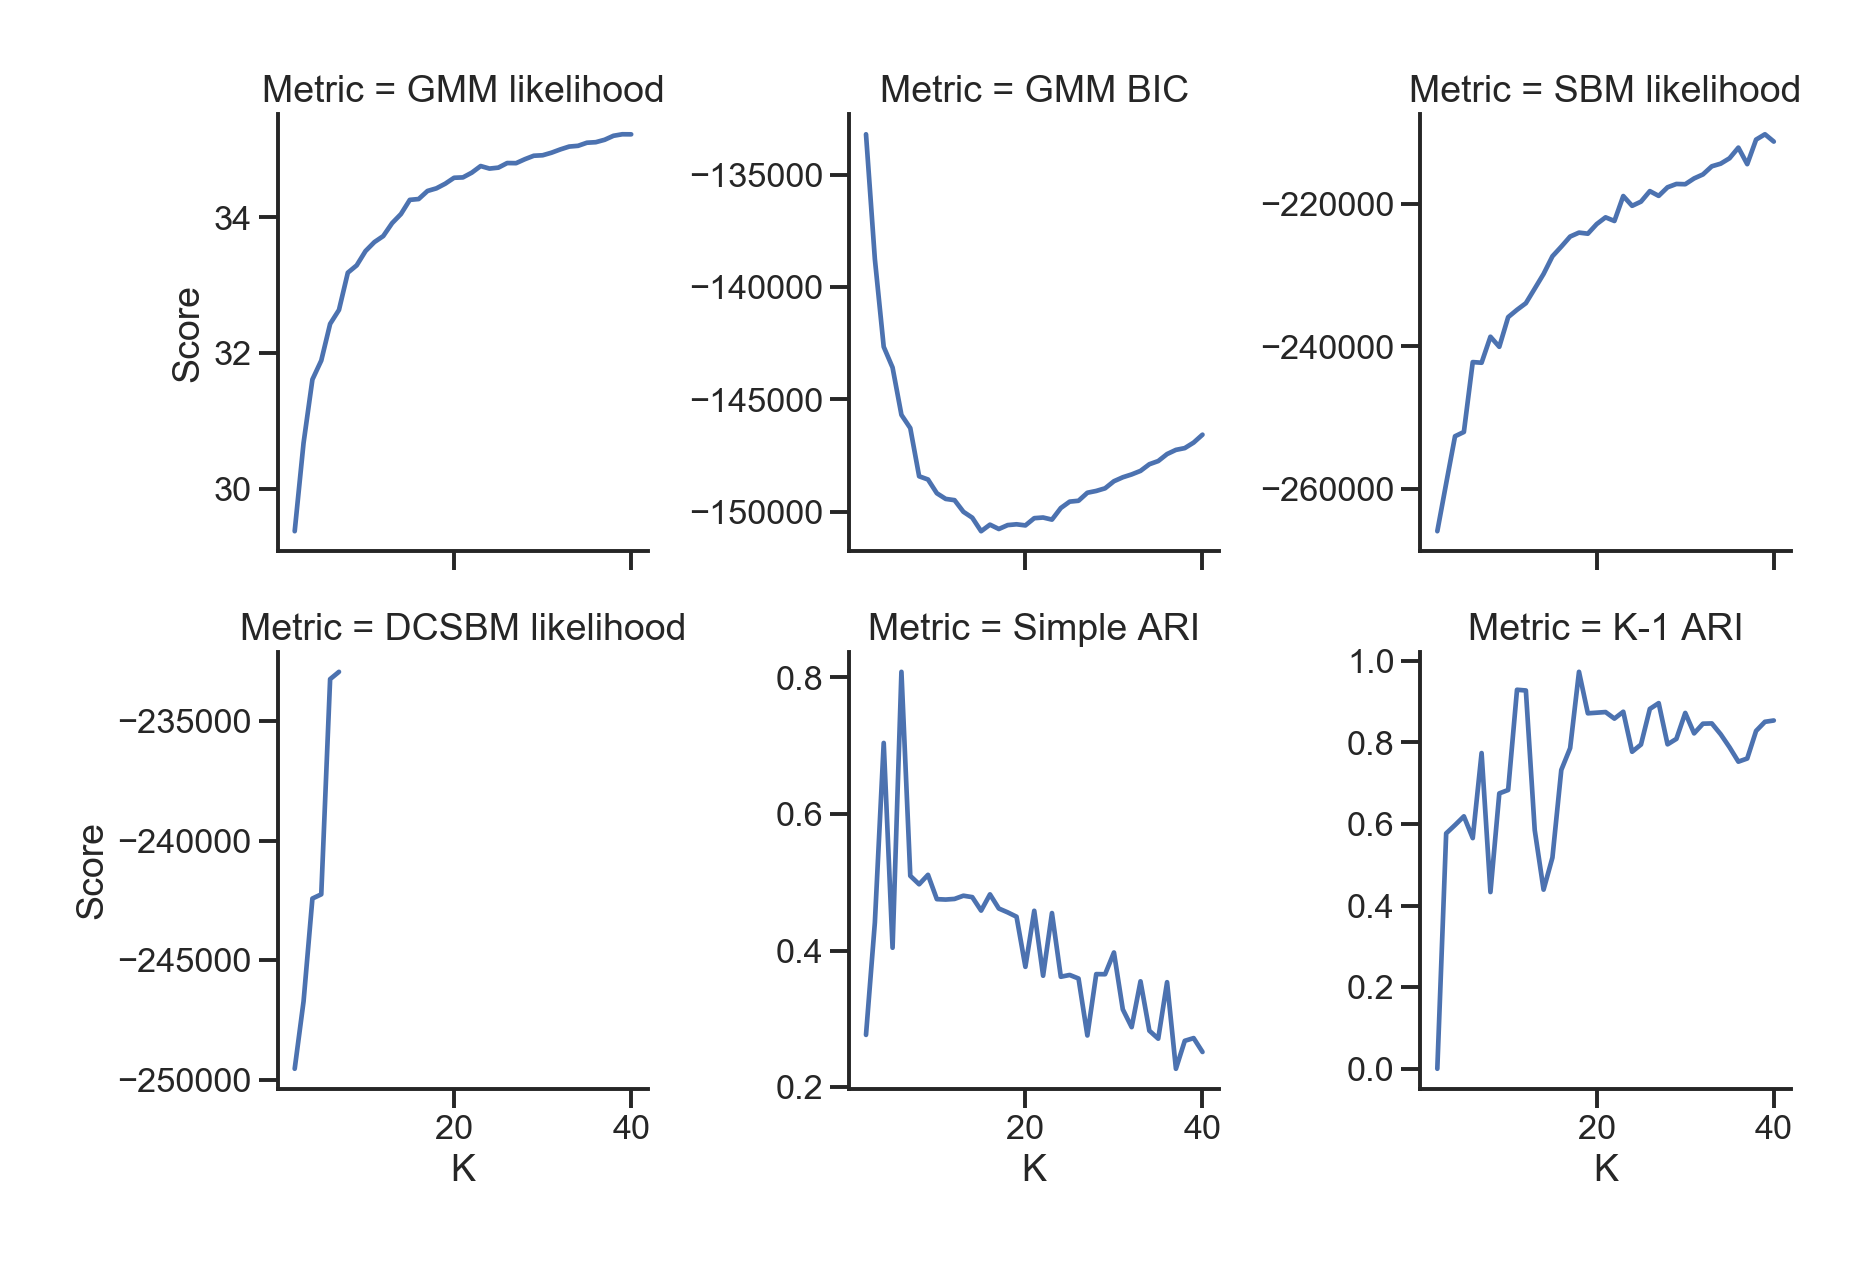 Metric = GMM likelihood
Metric = GMM BIC
Metric = SBM likelihood
Score
34
32
30
−135000
−140000
−145000
−150000
−220000
−240000
−260000
Metric = DCSBM likelihood
Metric = Simple ARI
Metric = K-1 ARI
Score
−235000
−240000
−245000
−250000
20
40
K
0.8
0.6
0.4
0.2
20
40
K
1.0
0.8
0.6
0.4
0.2
0.0
20
40
K